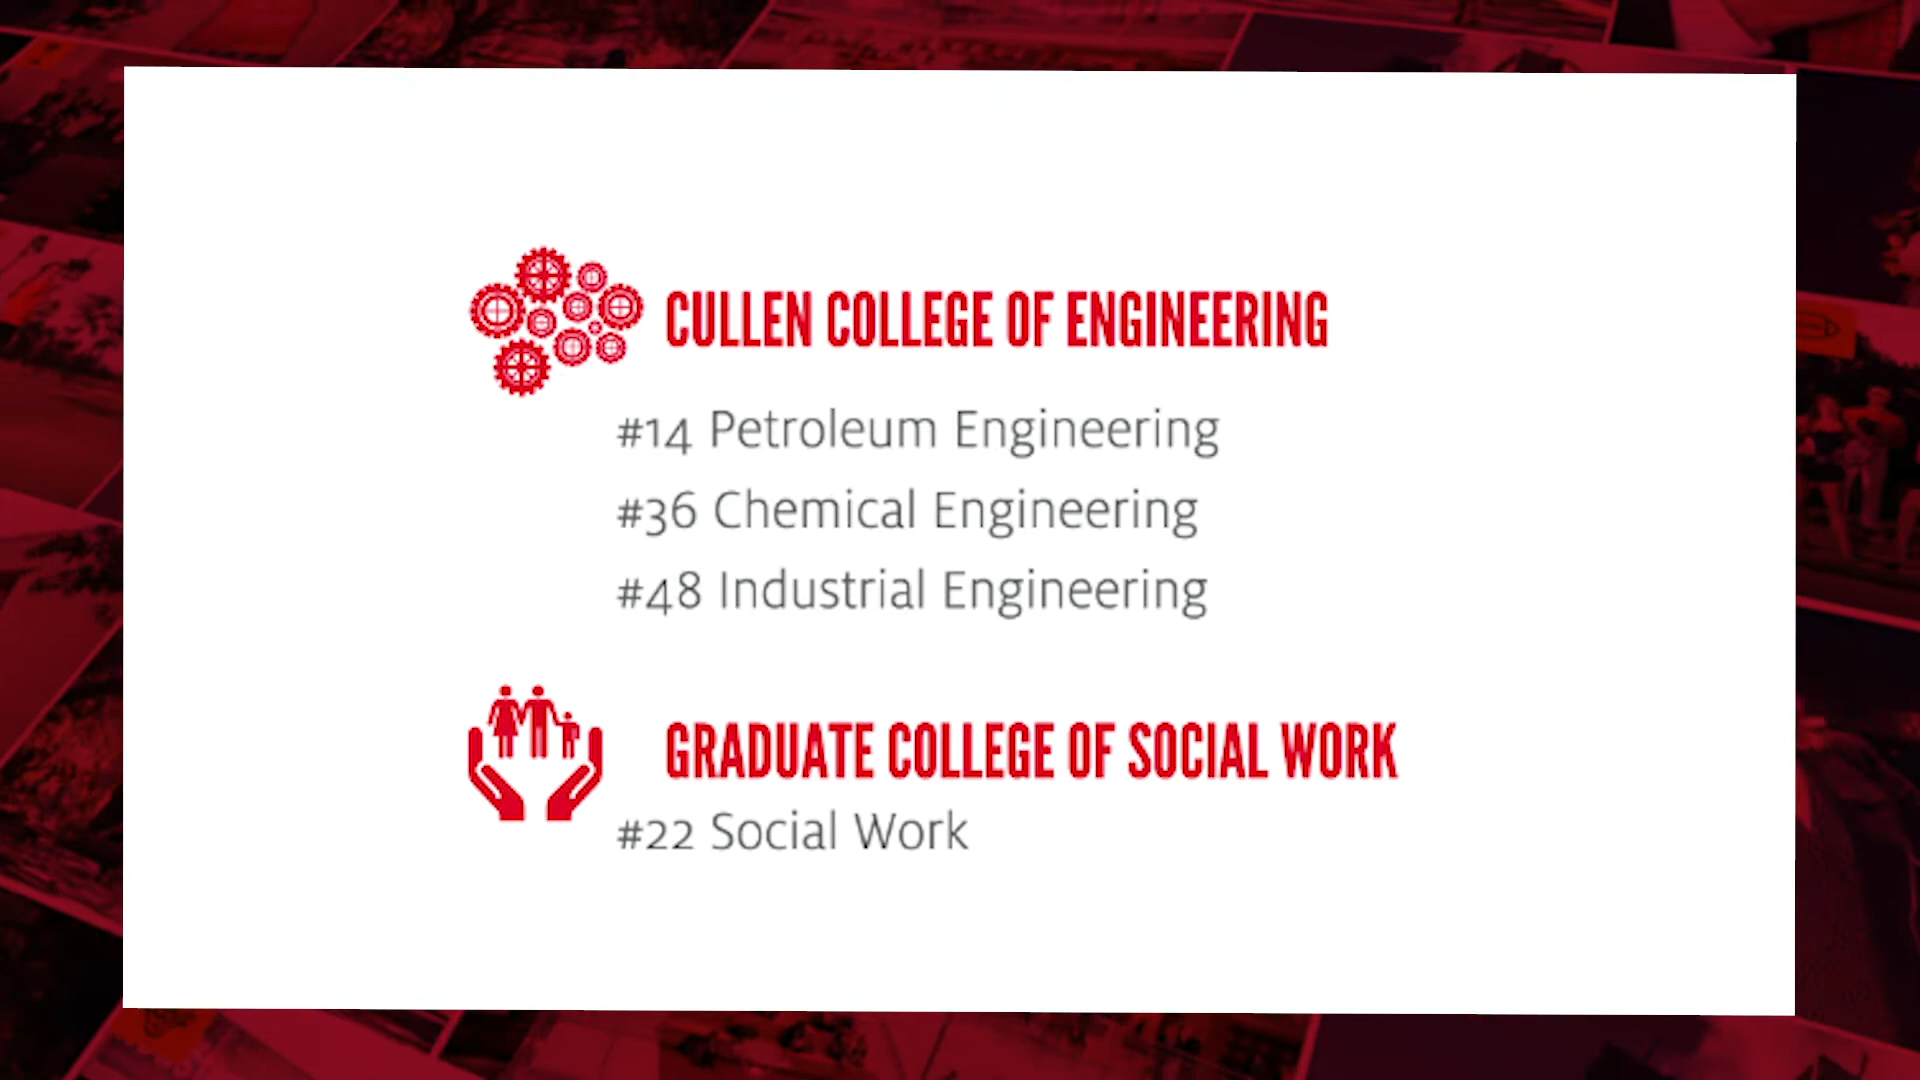 CULLEN COLLEGE OF ENGINEERING
#14 Petroleum Engineering
#36 Chemical Engineering
#48 Industrial Engineering
GRADUATE COLLEGE OF SOCIAL WORK
#22 Social Work